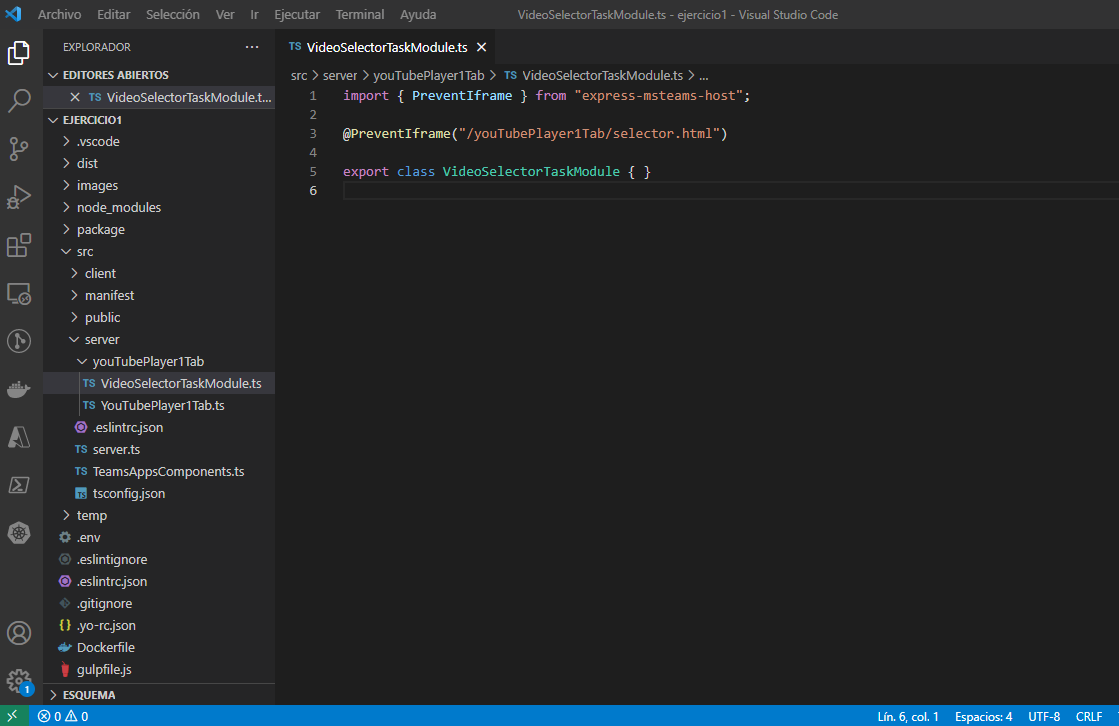 Archivo Editar Selección Ver Ir Ejecutar Terminal Ayuda VideoSelectorTaskModule.ts - ejercicio1 - Visual Studio Code
EXPLORADOR ...
EDITORES ABIERTOS
TS VideoSelectorTaskModule.t...
EJERCICIO1
.vscode
dist
images
node_modules
package
src
client
manifest
public
server
youTubePlayer1Tab
TS VideoSelectorTaskModule.ts
TS YouTubePlayer1Tab.ts
.eslintrc.json
TS server.ts
TS TeamsAppsComponents.ts
TS tsconfig.json
temp
.env
.eslintignore
.eslintrc.json
.gitignore
{} .yo-rc.json
Dockerfile
gulpfile.js
ESQUEMA
1
TS VideoSelectorTaskModule.ts
src > server > youTubePlayer1Tab > TS VideoSelectorTaskModule.ts > ...
1 import { PreventIframe } from "express-msteams-host";
2
3 @PreventIframe("/youTubePlayer1Tab/selector.html")
4
5 export class VideoSelectorTaskModule { }
6
0 0 Lín. 6, col. 1 Espacios: 4 UTF-8 CRLF